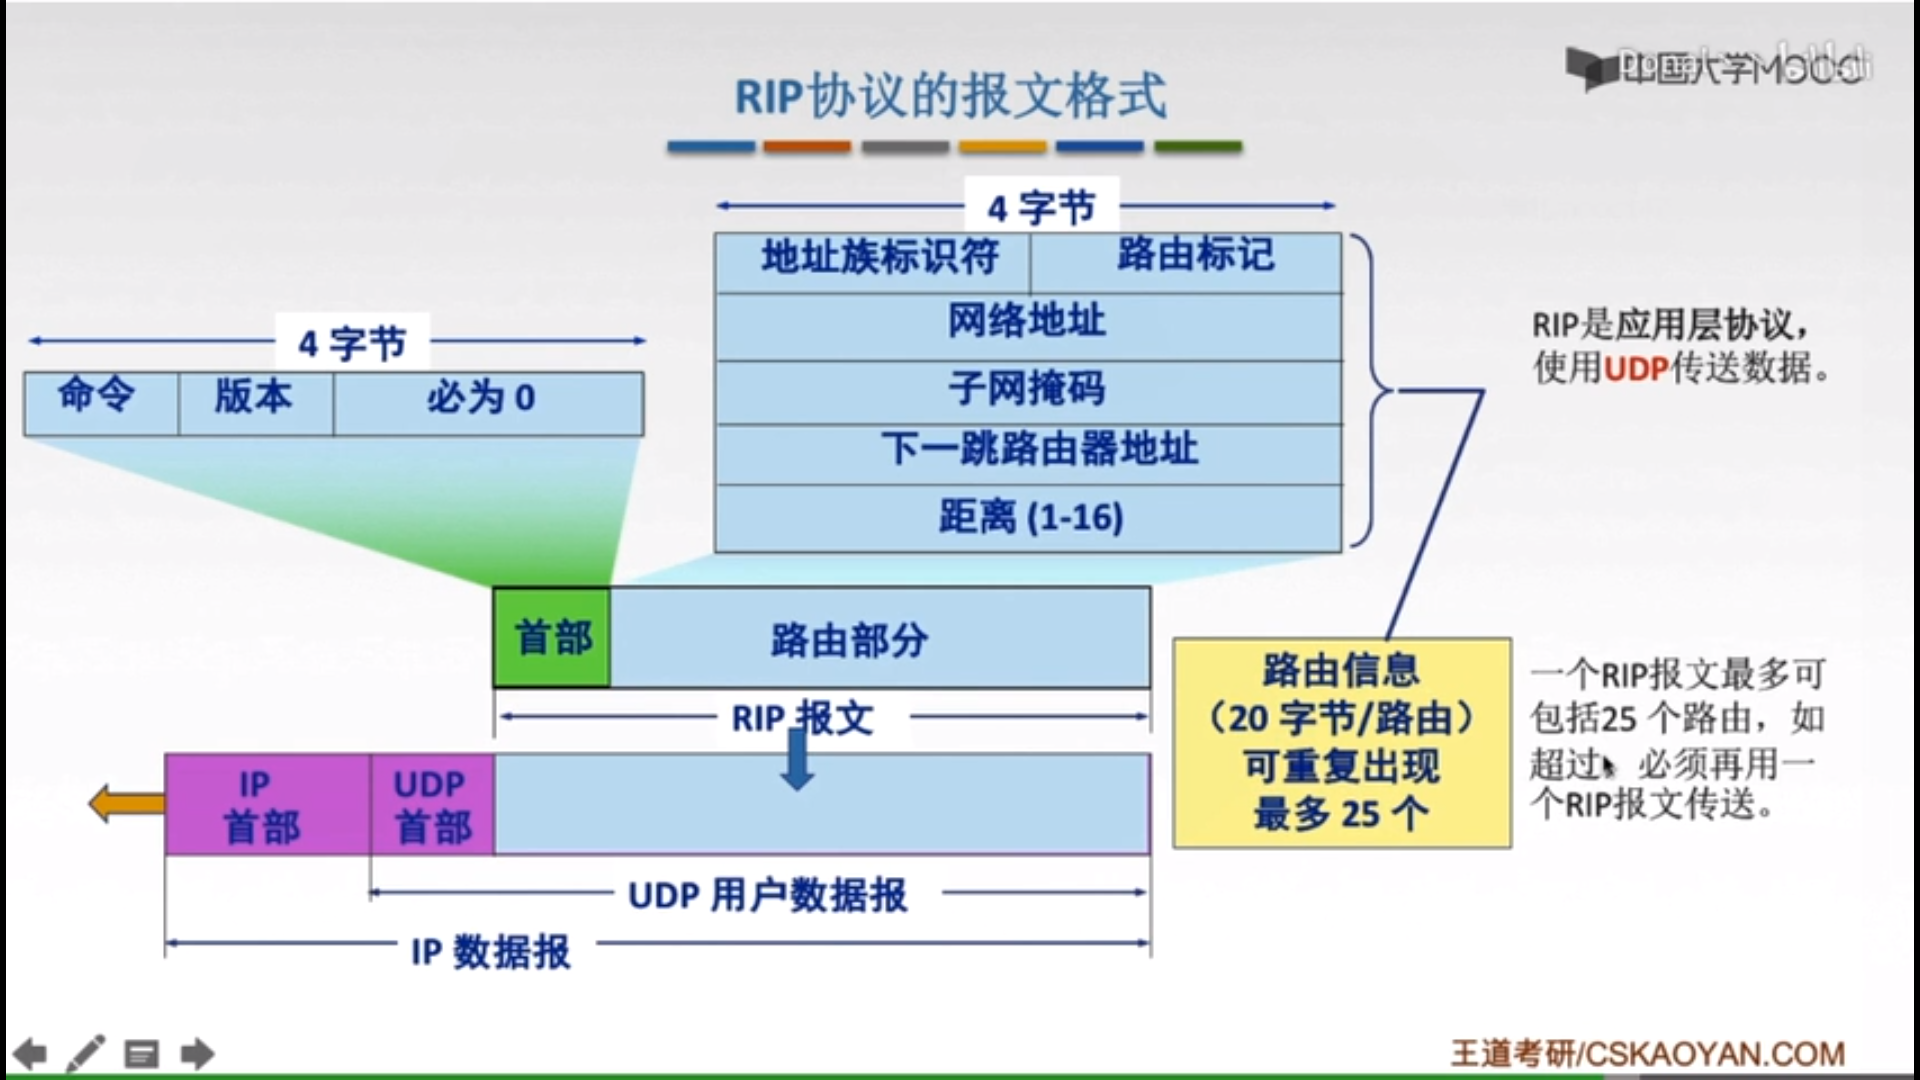 RIP协议的报文格式
中国大学MOOC
4 字节
地址族标识符 路由标记
网络地址
子网掩码
下一跳路由器地址
距离 (1-16)
4 字节
命令 版本 必为 0
RIP是应用层协议，
使用UDP传送数据。
首部 路由部分
RIP 报文
IP
首部
UDP
首部
UDP 用户数据报
IP 数据报
路由信息
（20 字节/路由）
可重复出现
最多 25 个
一个RIP报文最多可
包括25 个路由，如
超过，必须再用一
个RIP报文传送。
王道考研/CSKAOYAN.COM